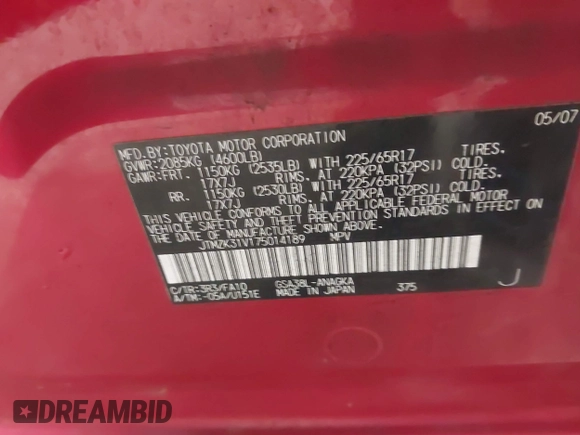 05/07
MFD.BY:TOYOTA MOTOR CORPORATION
GVWR:2085KG (4600LB)
GAWR:FRT. 1150KG (2535LB) WITH 225/65R17 TIRES.
17X7J RIMS. AT 220KPA (32PSI) COLD
RR. 1150KG (2530LB) WITH 225/65R17 TIRES.
17X7J RIMS. AT 220KPA (32PSI) COLD
THIS VEHICLE CONFORMS TO ALL APPLICABLE FEDERAL MOTOR
VEHICLE SAFETY AND THEFT PREVENTION STANDARDS IN EFFECT ON
THE DATE OF MANUFACTURE SHOWN ABOVE.
JTMZK31V175014189 MPV
C/TR:3R3/FA10 GSA38L-ANAGKA 375 J
A/TM:-05A/U151E MADE IN JAPAN
DREAMBID